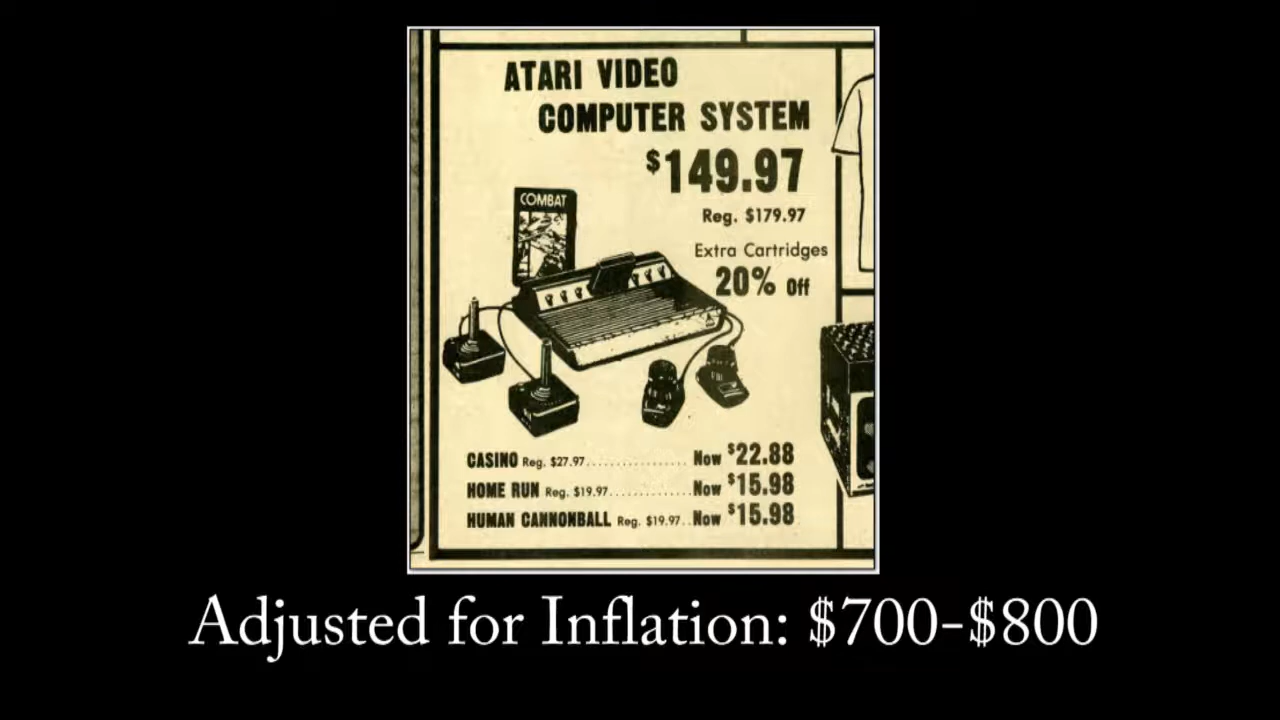 ATARI VIDEO
COMPUTER SYSTEM
$149.97
Reg. $179.97
Extra Cartridges
20% Off
COMBAT
CASINO Reg. $27.97................. Now $22.88
HOME RUN Reg. $19.97..............Now $15.98
HUMAN CANNONBALL Reg. $19.97..Now $15.98
Adjusted for Inflation: $700-$800